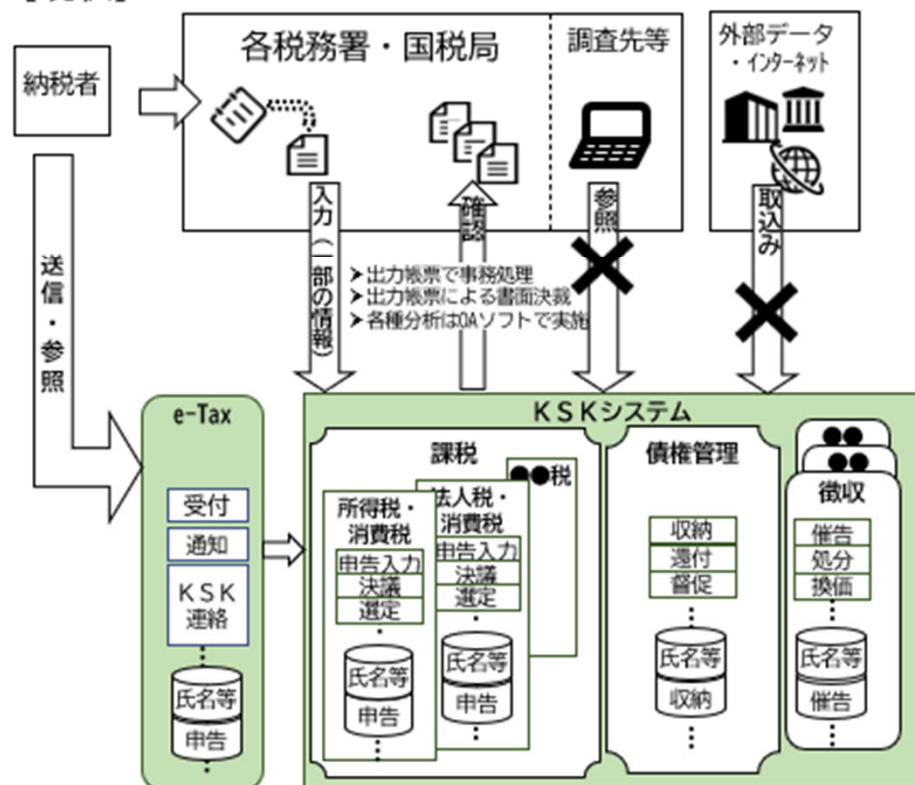 納税者
各税務署・国税局
調査先等
外部データ
・インターネット
送信・参照
入力（一部の情報）
確認
参照
取込み
➤出力帳票で事務処理
➤出力帳票による書面決裁
➤各種分析はOAソフトで実施
e-Tax
受付
通知
KSK
連絡
氏名等
申告
KSKシステム
課税
●●税
法人税・
消費税
申告入力
決議
選定
氏名等
申告
所得税・
消費税
申告入力
決議
選定
氏名等
申告
債権管理
収納
還付
督促
氏名等
収納
●●
●●
徴収
催告
処分
換価
氏名等
催告